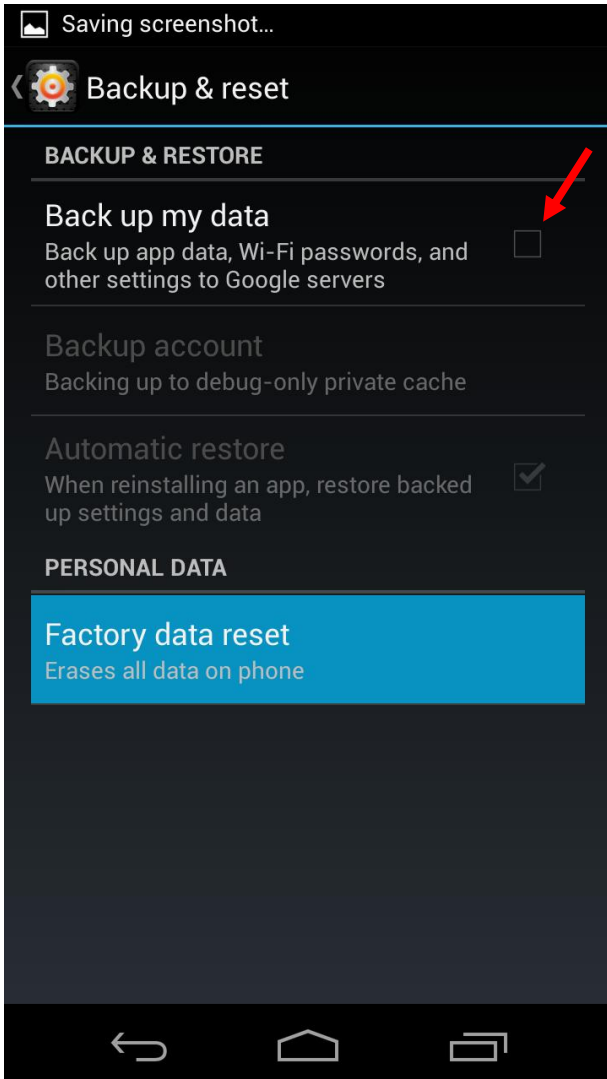 Saving screenshot...
Backup & reset
BACKUP & RESTORE
Back up my data
Back up app data, Wi-Fi passwords, and
other settings to Google servers
Backup account
Backing up to debug-only private cache
Automatic restore
When reinstalling an app, restore backed
up settings and data
PERSONAL DATA
Factory data reset
Erases all data on phone